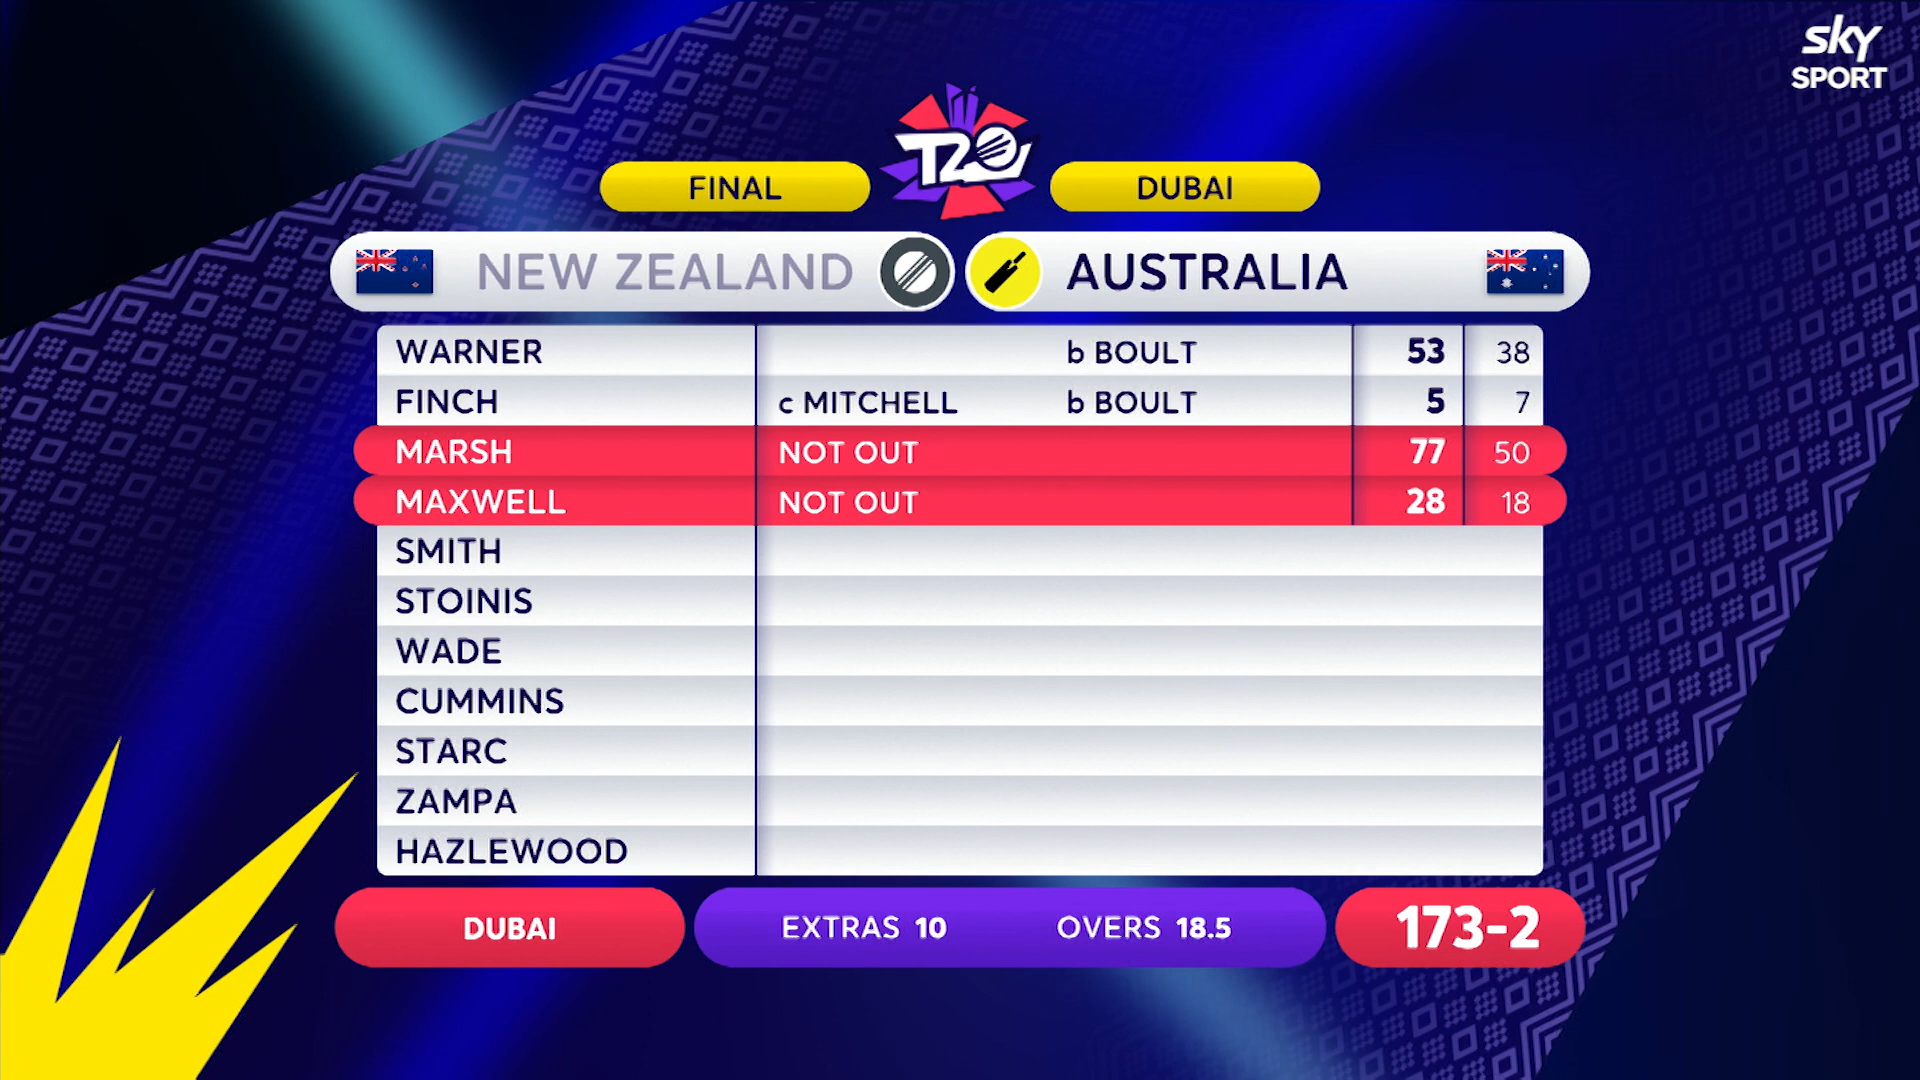 sky
SPORT
T20
FINAL
DUBAI
NEW ZEALAND
AUSTRALIA
WARNER b BOULT 53 38
FINCH c MITCHELL b BOULT 5 7
MARSH NOT OUT 77 50
MAXWELL NOT OUT 28 18
SMITH
STOINIS
WADE
CUMMINS
STARC
ZAMPA
HAZLEWOOD
DUBAI EXTRAS 10 OVERS 18.5 173-2